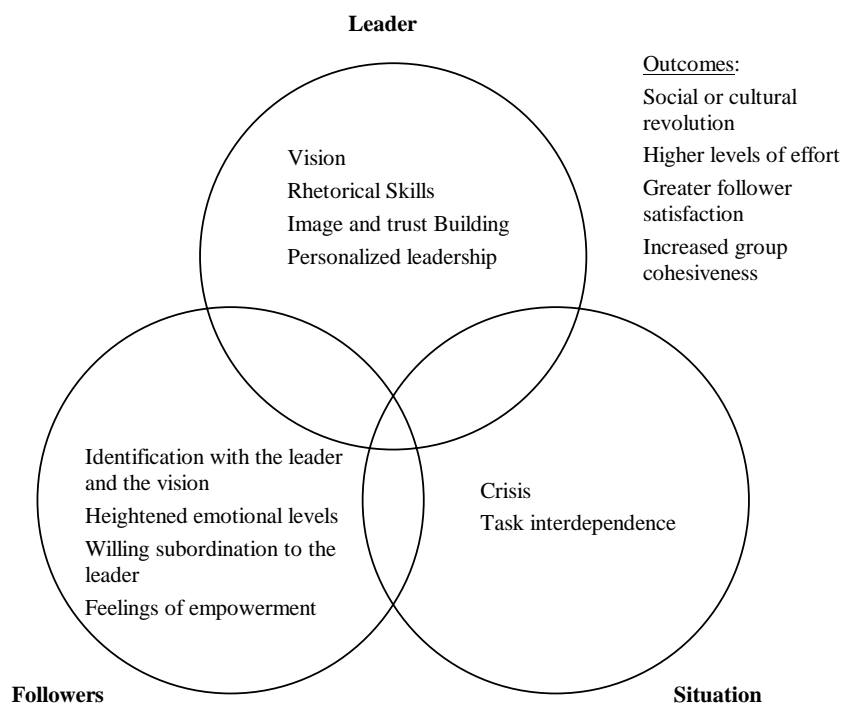 Leader
Outcomes:
Social or cultural
revolution
Higher levels of effort
Greater follower
satisfaction
Increased group
cohesiveness
Vision
Rhetorical Skills
Image and trust Building
Personalized leadership
Identification with the leader
and the vision
Heightened emotional levels
Willing subordination to the
leader
Feelings of empowerment
Crisis
Task interdependence
Followers
Situation